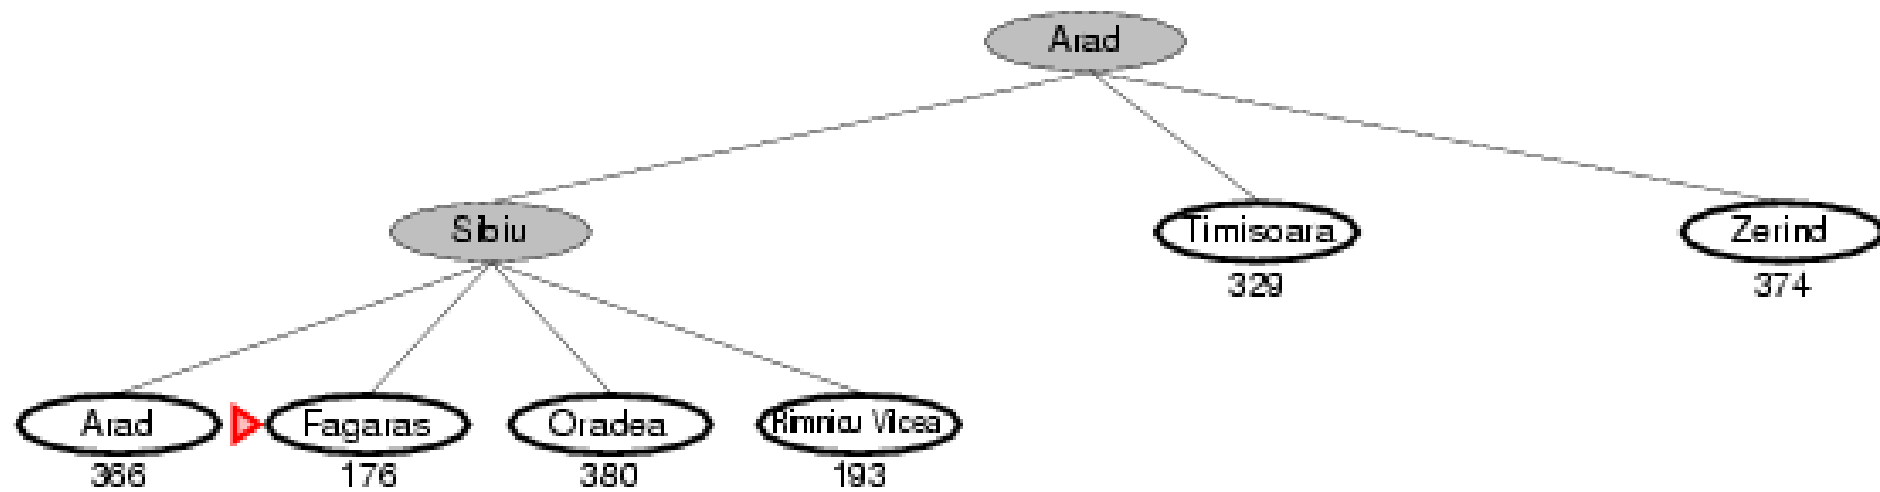 Arad
Sibiu
Timisoara
Zerind
329
374
Arad
Fagaras
Oradea
Rimnicu Vilcea
366
176
380
193